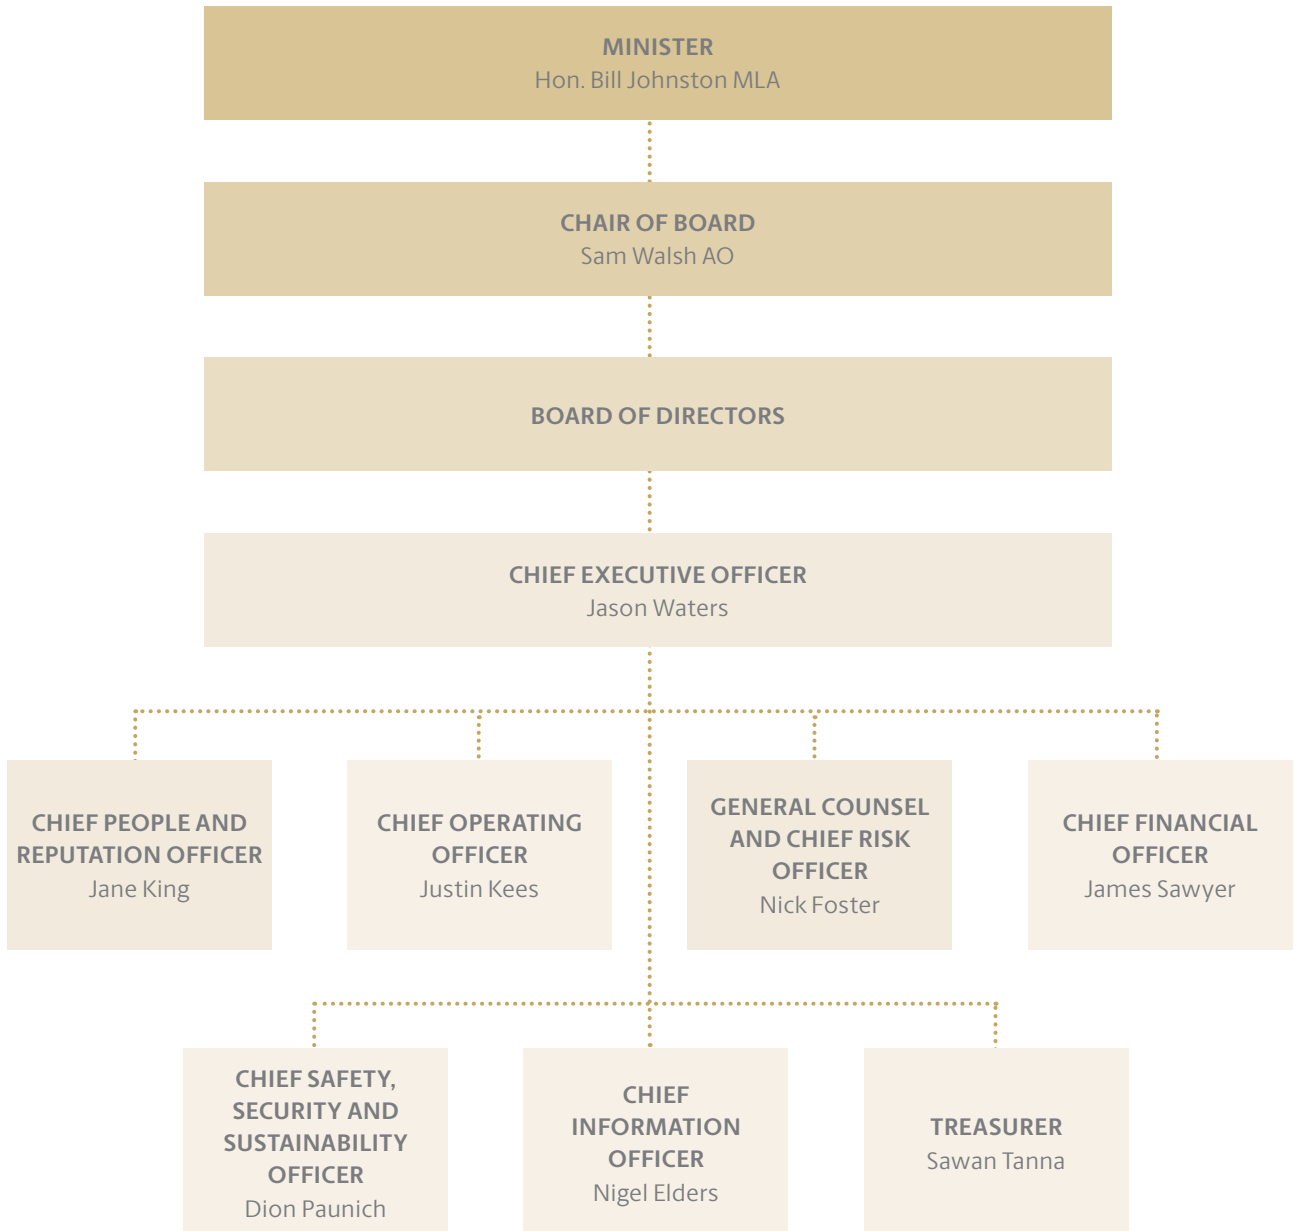 MINISTER
Hon. Bill Johnston MLA
CHAIR OF BOARD
Sam Walsh AO
BOARD OF DIRECTORS
CHIEF EXECUTIVE OFFICER
Jason Waters
CHIEF PEOPLE AND
REPUTATION OFFICER
Jane King
CHIEF OPERATING
OFFICER
Justin Kees
GENERAL COUNSEL
AND CHIEF RISK
OFFICER
Nick Foster
CHIEF FINANCIAL
OFFICER
James Sawyer
CHIEF SAFETY,
SECURITY AND
SUSTAINABILITY
OFFICER
Dion Paunich
CHIEF
INFORMATION
OFFICER
Nigel Elders
TREASURER
Sawan Tanna